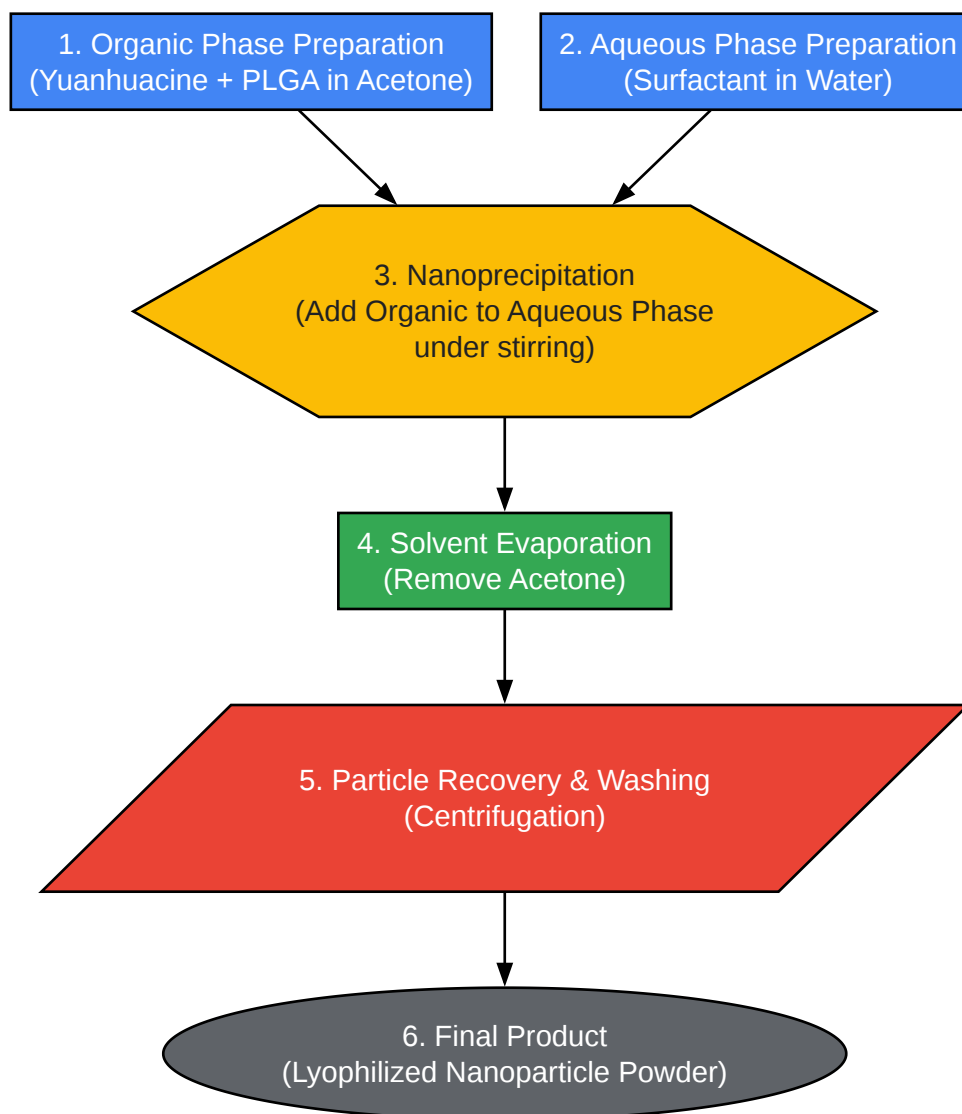 1. Organic Phase Preparation
(Yuanhuacine + PLGA in Acetone)
2. Aqueous Phase Preparation
(Surfactant in Water)
3. Nanoprecipitation
(Add Organic to Aqueous Phase
under stirring)
4. Solvent Evaporation
(Remove Acetone)
5. Particle Recovery & Washing
(Centrifugation)
6. Final Product
(Lyophilized Nanoparticle Powder)